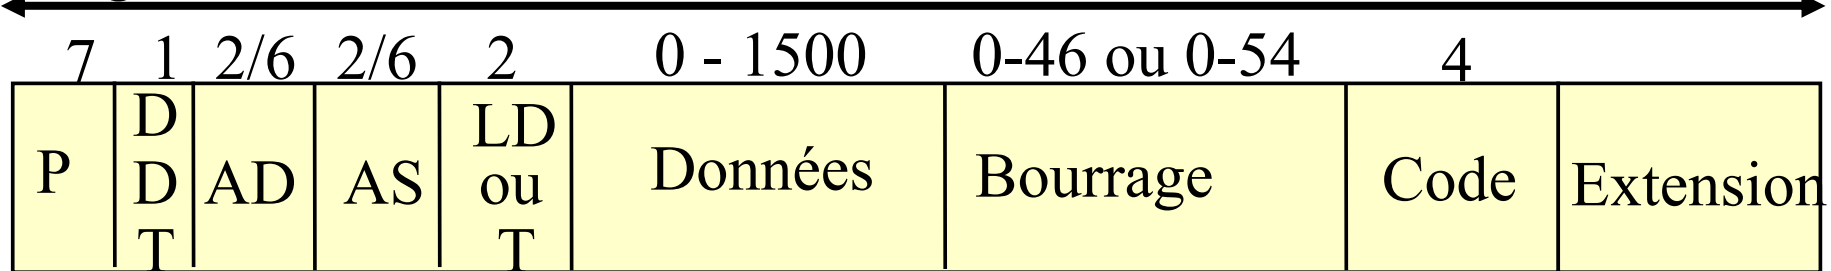 7 1 2/6 2/6 2 0 - 1500 0-46 ou 0-54 4
P
D
D
T
AD
AS
LD
ou
T
Données
Bourrage
Code
Extension